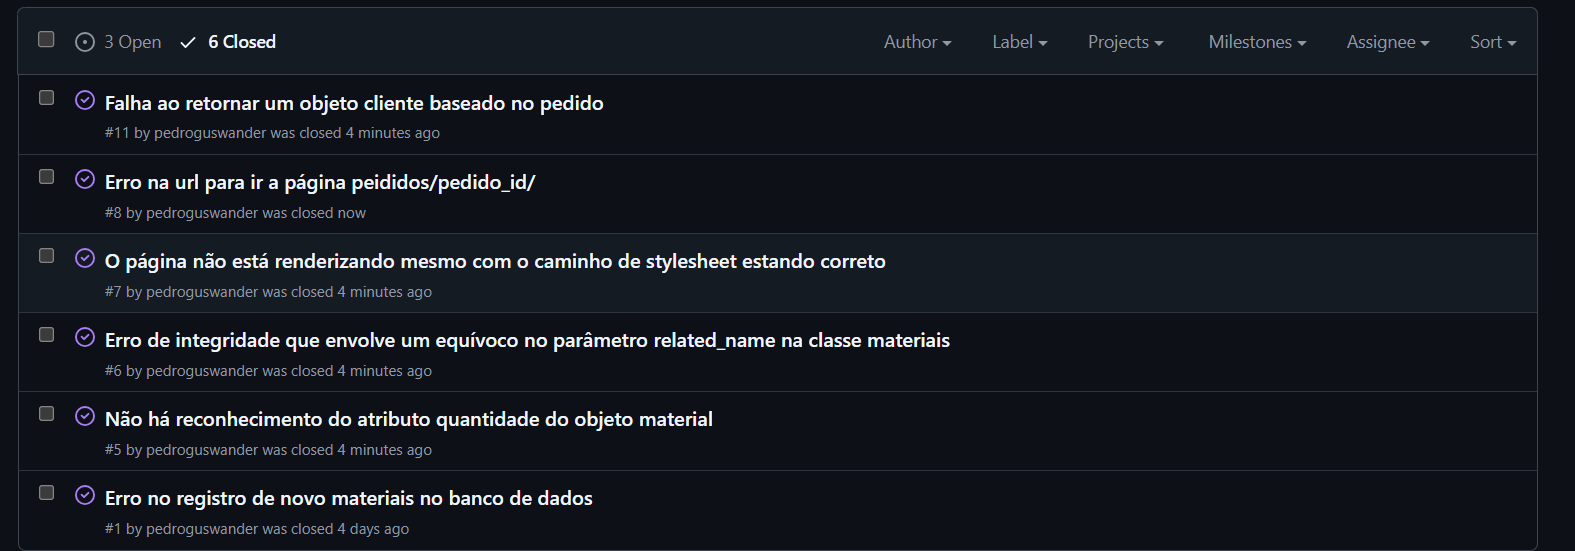 3 Open 6 Closed Author Label Projects Milestones Assignee Sort
Falha ao retornar um objeto cliente baseado no pedido
#11 by pedroguswander was closed 4 minutes ago
Erro na url para ir a página peididos/pedido_id/
#8 by pedroguswander was closed now
O página não está renderizando mesmo com o caminho de stylesheet estando correto
#7 by pedroguswander was closed 4 minutes ago
Erro de integridade que envolve um equívoco no parâmetro related_name na classe materiais
#6 by pedroguswander was closed 4 minutes ago
Não há reconhecimento do atributo quantidade do objeto material
#5 by pedroguswander was closed 4 minutes ago
Erro no registro de novo materiais no banco de dados
#1 by pedroguswander was closed 4 days ago